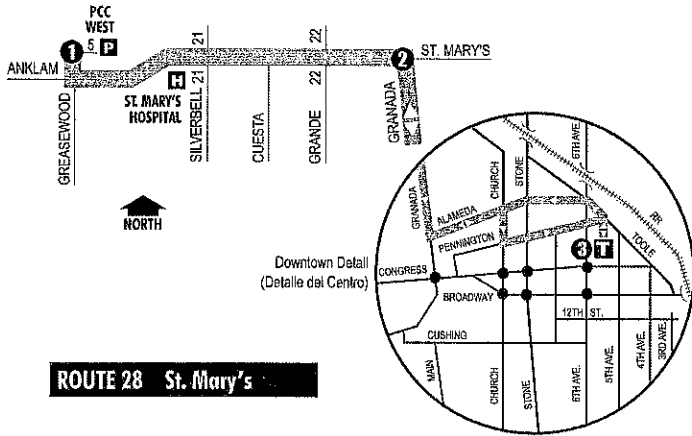 PCC
WEST
5 P
1
ANKLAM
GREASEWOOD
H
ST. MARY'S
HOSPITAL
21
21
SILVERBELL
CUESTA
22
22
GRANDE
2
ST. MARY'S
GRANADA
NORTH
Downtown Detail
(Detalle del Centro)
GRANADA
ALAMEDA
PENNINGTON
CHURCH
STONE
6TH AVE.
RR
TOOLE
3 T
CONGRESS
BROADWAY
12TH ST.
CUSHING
MAIN
CHURCH
STONE
6TH AVE.
5TH AVE.
4TH AVE.
3RD AVE.
ROUTE 28 St. Mary's